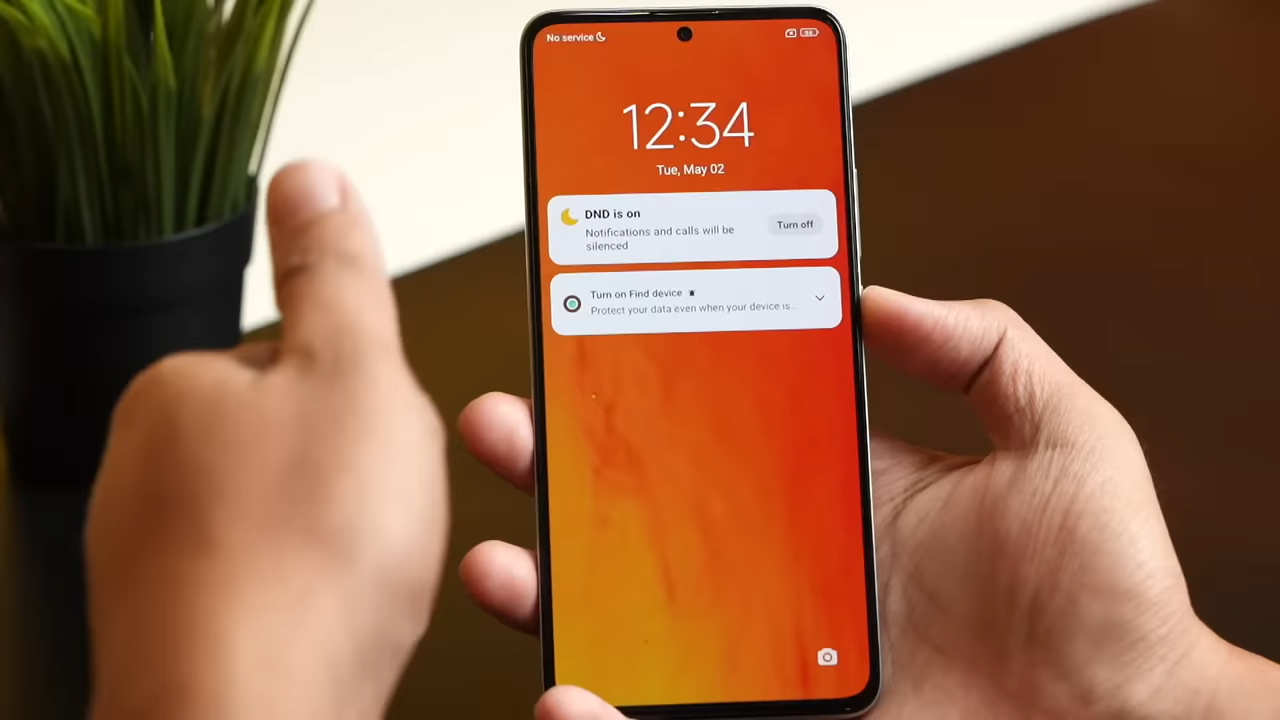 No service
12:34
Tue, May 02
DND is on
Notifications and calls will be
silenced
Turn off
Turn on Find device
Protect your data even when your device is...